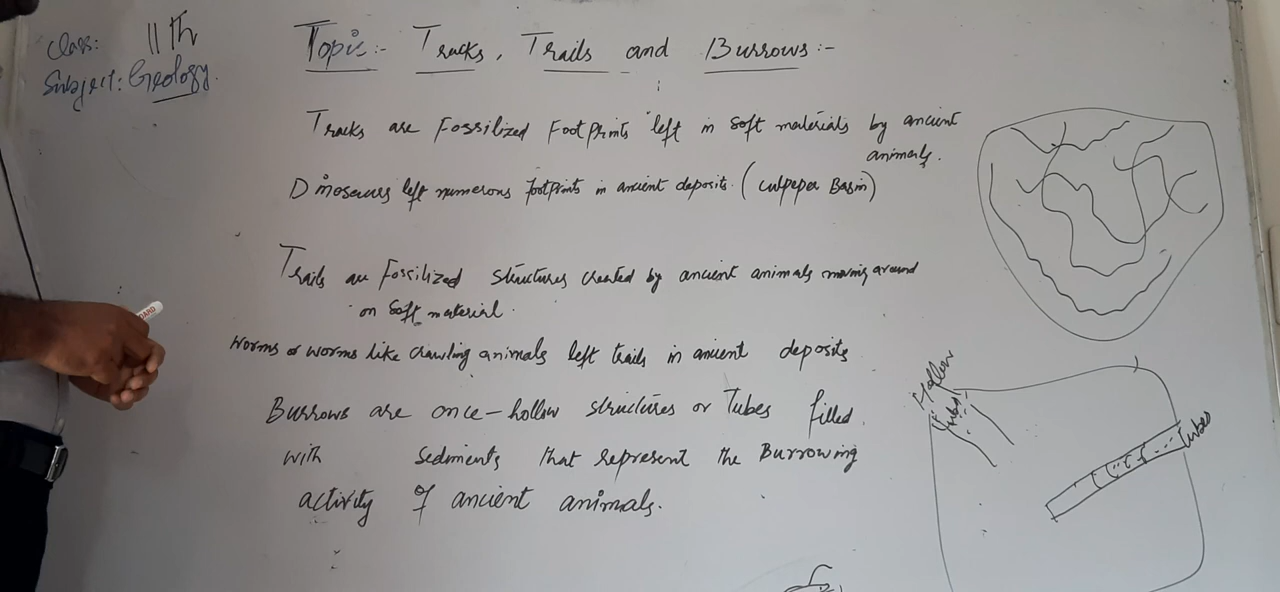 Class: 11th
Subject: Geology
Topic:- Tracks, Trails and Burrows:-
Tracks are Fossilized Footprints left in soft materials by ancient
animals.
Dinosaurs left numerous footprints in ancient deposits. (Culpeper Basin)
Trails are Fossilized structures created by ancient animals moving around
on soft material.
Worms or worms like crawling animals left trails in ancient deposits
Burrows are once-hollow structures or Tubes filled
with sediments that represent the Burrowing
activity of ancient animals.
Hollow
Tubes